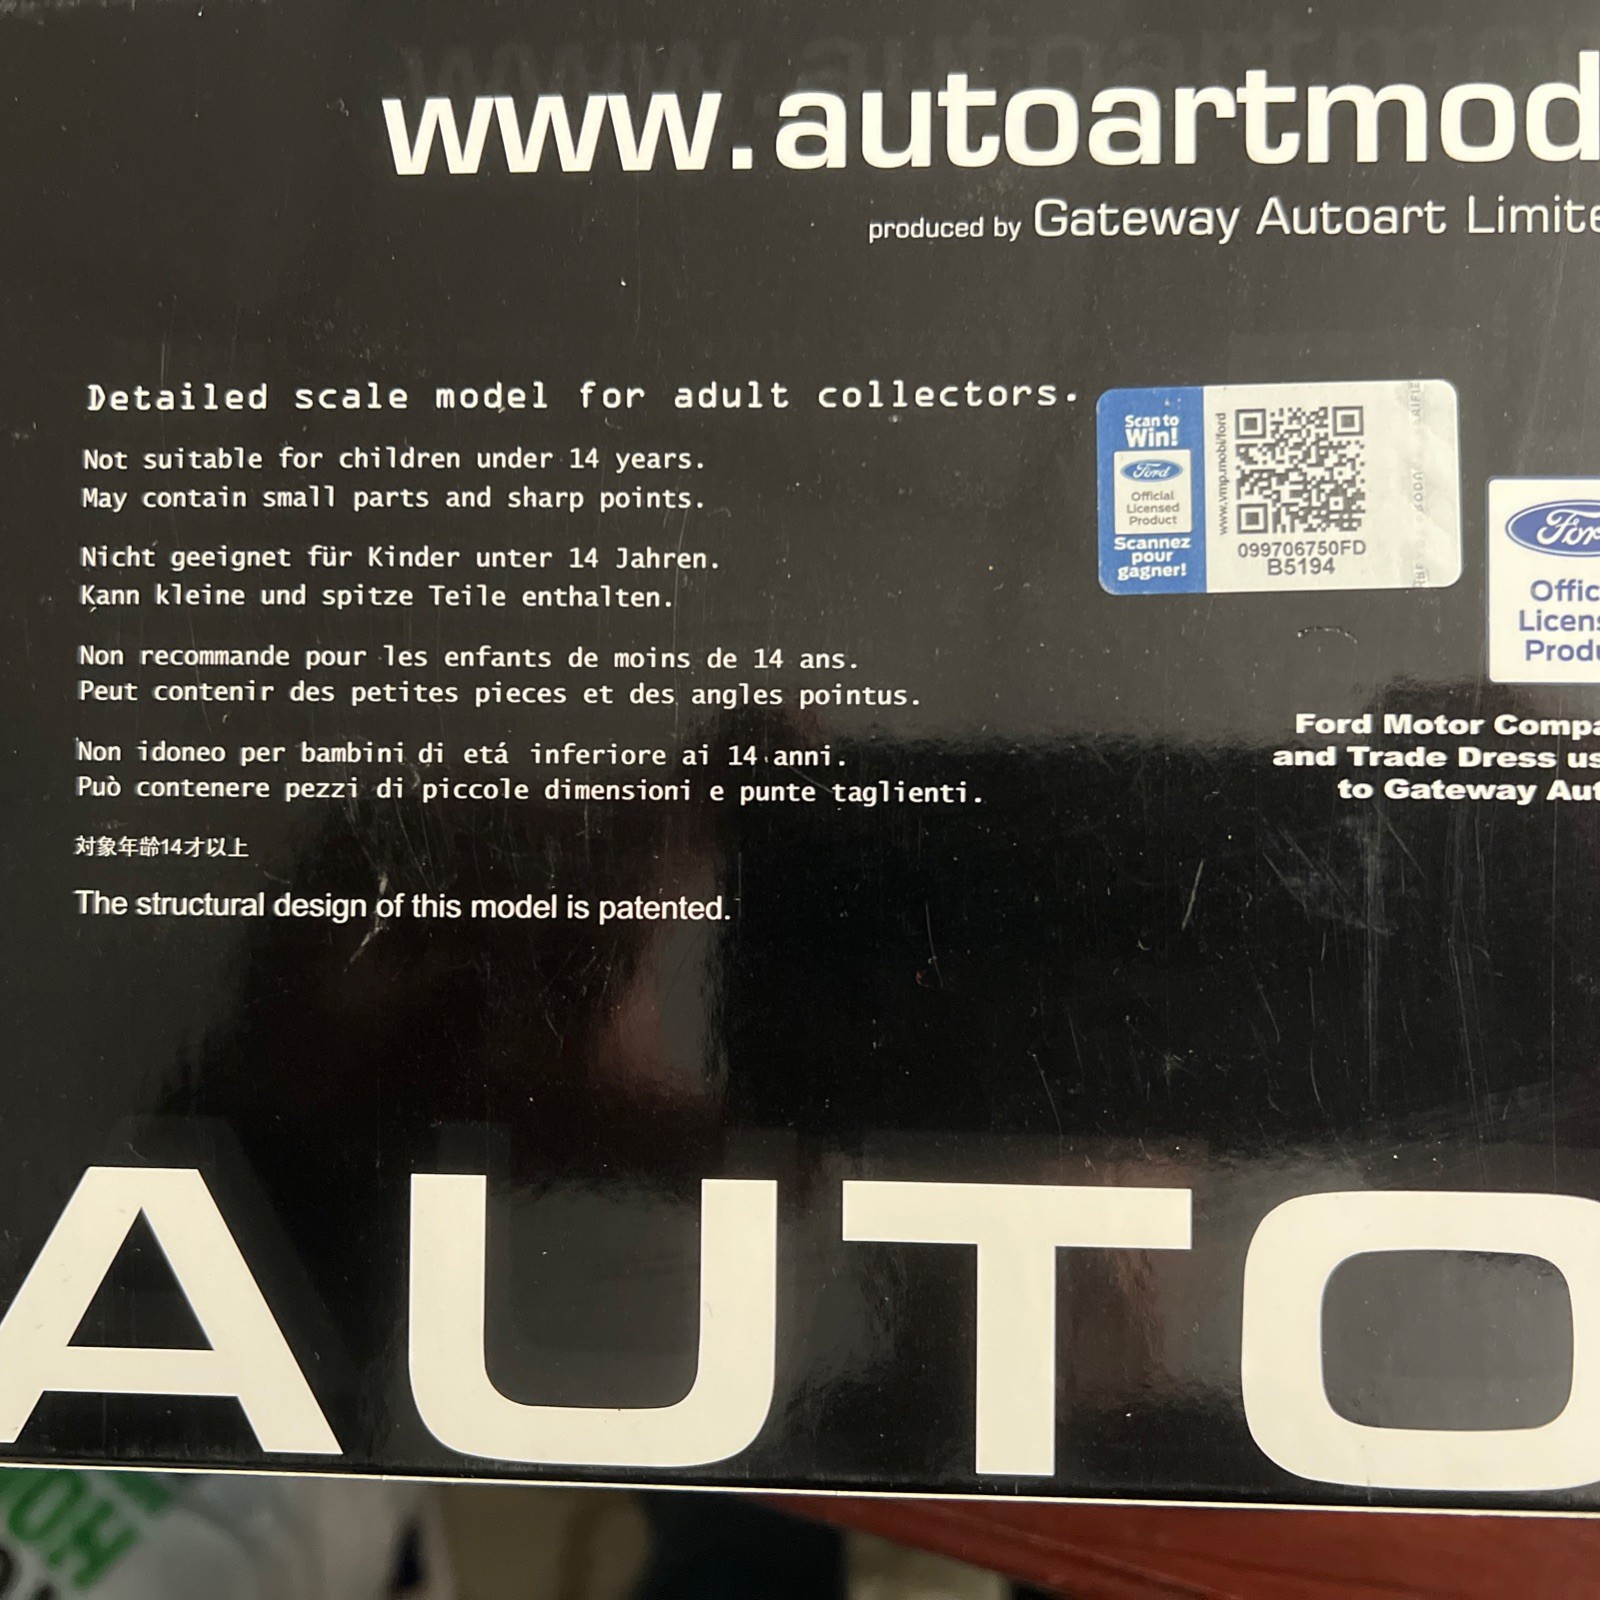 www.autoartmod
produced by Gateway Autoart Limite
Detailed scale model for adult collectors.
Not suitable for children under 14 years.
May contain small parts and sharp points.
Nicht geeignet für Kinder unter 14 Jahren.
Kann kleine und spitze Teile enthalten.
Non recommande pour les enfants de moins de 14 ans.
Peut contenir des petites pieces et des angles pointus.
Non idoneo per bambini di etá inferiore ai 14 anni.
Può contenere pezzi di piccole dimensioni e punte taglienti.
対象年齢14才以上
The structural design of this model is patented.
Scan to
Win!
Ford
Official
Licensed
Product
Scannez
pour
gagner!
www.vmp.mobi/ford
099706750FD
B5194
Ford
Offic
Licens
Produ
Ford Motor Compa
and Trade Dress us
to Gateway Aut
AUTO